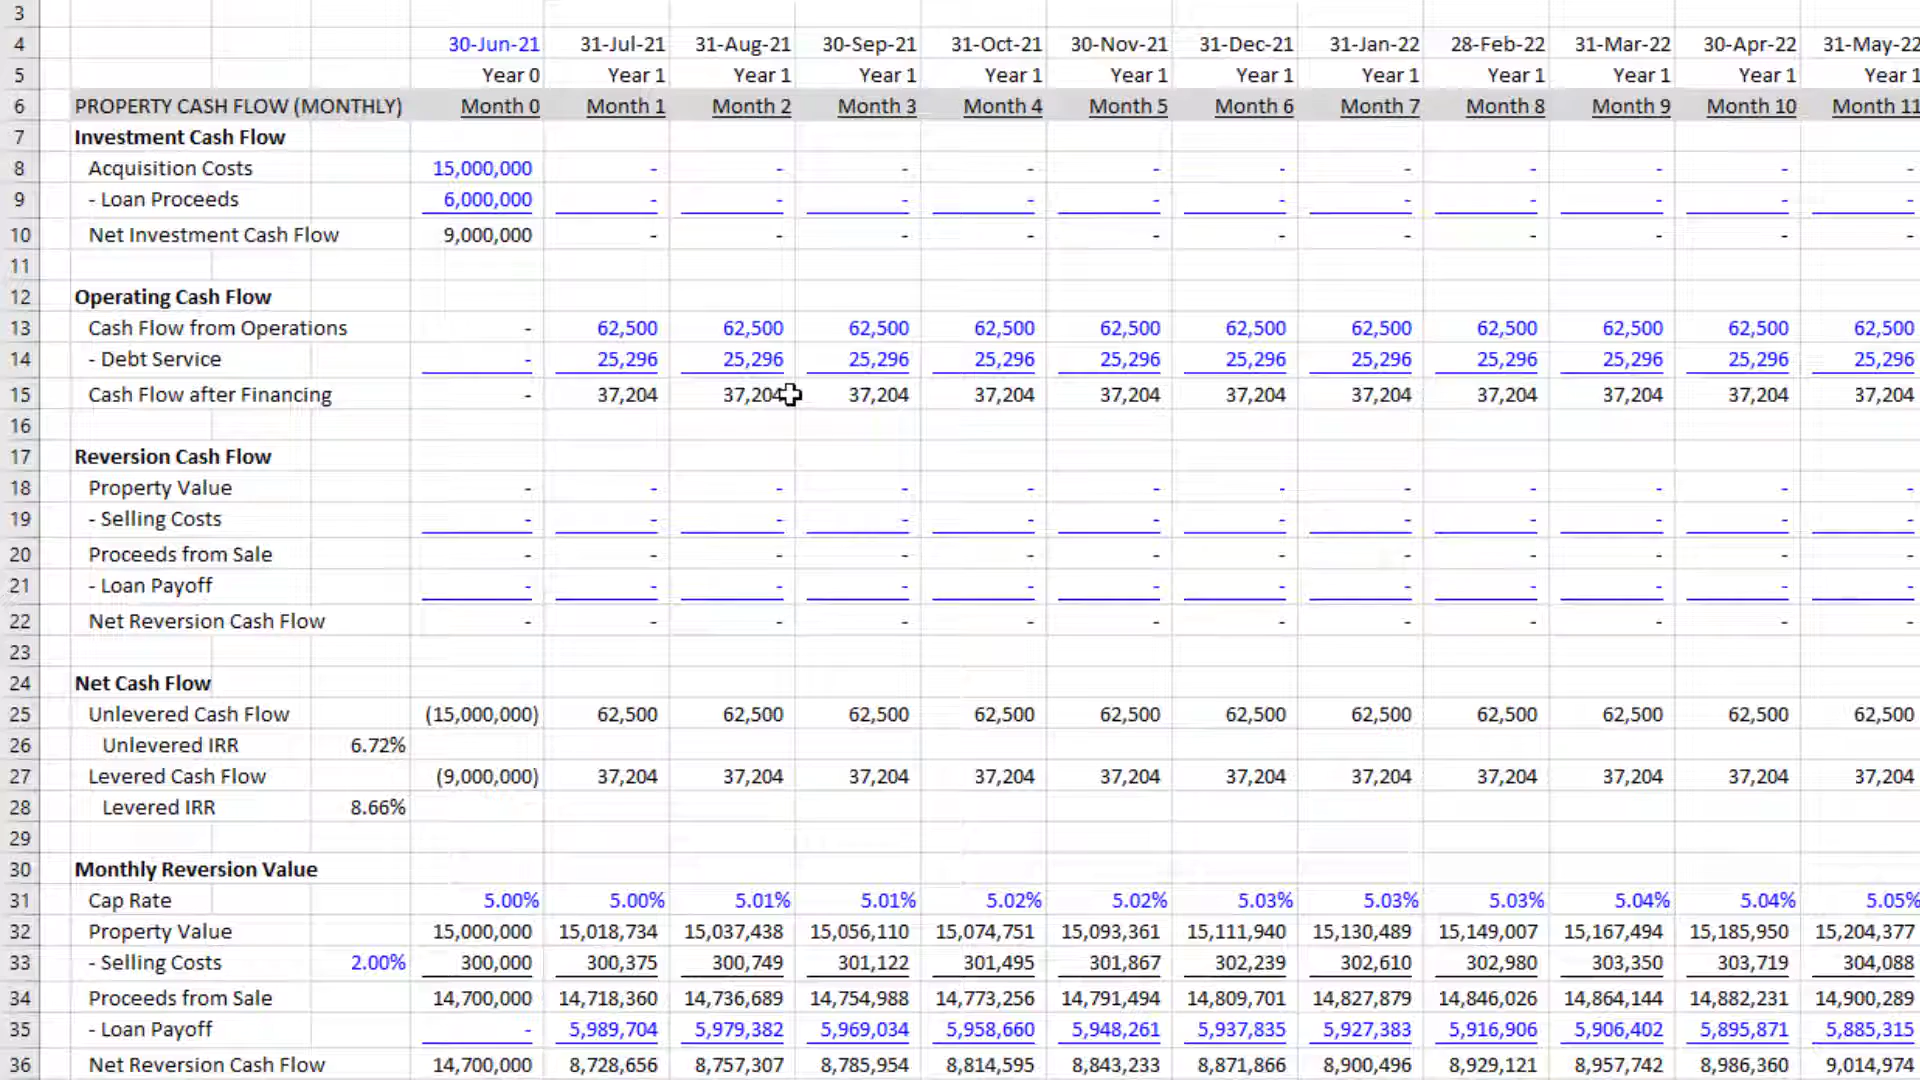 3
4 30-Jun-21 31-Jul-21 31-Aug-21 30-Sep-21 31-Oct-21 30-Nov-21 31-Dec-21 31-Jan-22 28-Feb-22 31-Mar-22 30-Apr-22 31-May-22
5 Year 0 Year 1 Year 1 Year 1 Year 1 Year 1 Year 1 Year 1 Year 1 Year 1 Year 1 Year 1
6 PROPERTY CASH FLOW (MONTHLY) Month 0 Month 1 Month 2 Month 3 Month 4 Month 5 Month 6 Month 7 Month 8 Month 9 Month 10 Month 11
7 Investment Cash Flow
8 Acquisition Costs 15,000,000 - - - - - - - - - - -
9 - Loan Proceeds 6,000,000 - - - - - - - - - - -
10 Net Investment Cash Flow 9,000,000 - - - - - - - - - - -
11
12 Operating Cash Flow
13 Cash Flow from Operations - 62,500 62,500 62,500 62,500 62,500 62,500 62,500 62,500 62,500 62,500 62,500
14 - Debt Service - 25,296 25,296 25,296 25,296 25,296 25,296 25,296 25,296 25,296 25,296 25,296
15 Cash Flow after Financing - 37,204 37,204 37,204 37,204 37,204 37,204 37,204 37,204 37,204 37,204 37,204
16
17 Reversion Cash Flow
18 Property Value - - - - - - - - - - - -
19 - Selling Costs - - - - - - - - - - - -
20 Proceeds from Sale - - - - - - - - - - - -
21 - Loan Payoff - - - - - - - - - - - -
22 Net Reversion Cash Flow - - - - - - - - - - - -
23
24 Net Cash Flow
25 Unlevered Cash Flow (15,000,000) 62,500 62,500 62,500 62,500 62,500 62,500 62,500 62,500 62,500 62,500 62,500
26 Unlevered IRR 6.72%
27 Levered Cash Flow (9,000,000) 37,204 37,204 37,204 37,204 37,204 37,204 37,204 37,204 37,204 37,204 37,204
28 Levered IRR 8.66%
29
30 Monthly Reversion Value
31 Cap Rate 5.00% 5.00% 5.01% 5.01% 5.02% 5.02% 5.03% 5.03% 5.03% 5.04% 5.04% 5.05%
32 Property Value 15,000,000 15,018,734 15,037,438 15,056,110 15,074,751 15,093,361 15,111,940 15,130,489 15,149,007 15,167,494 15,185,950 15,204,377
33 - Selling Costs 2.00% 300,000 300,375 300,749 301,122 301,495 301,867 302,239 302,610 302,980 303,350 303,719 304,088
34 Proceeds from Sale 14,700,000 14,718,360 14,736,689 14,754,988 14,773,256 14,791,494 14,809,701 14,827,879 14,846,026 14,864,144 14,882,231 14,900,289
35 - Loan Payoff - 5,989,704 5,979,382 5,969,034 5,958,660 5,948,261 5,937,835 5,927,383 5,916,906 5,906,402 5,895,871 5,885,315
36 Net Reversion Cash Flow 14,700,000 8,728,656 8,757,307 8,785,954 8,814,595 8,843,233 8,871,866 8,900,496 8,929,121 8,957,742 8,986,360 9,014,974